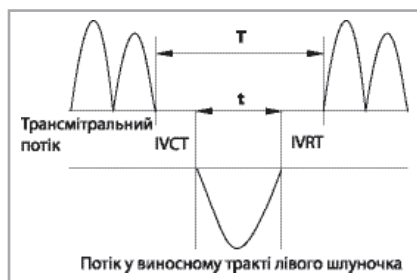 T
t
Трансмітральний
потік
IVCT
IVRT
Потік у виносному тракті лівого шлуночка